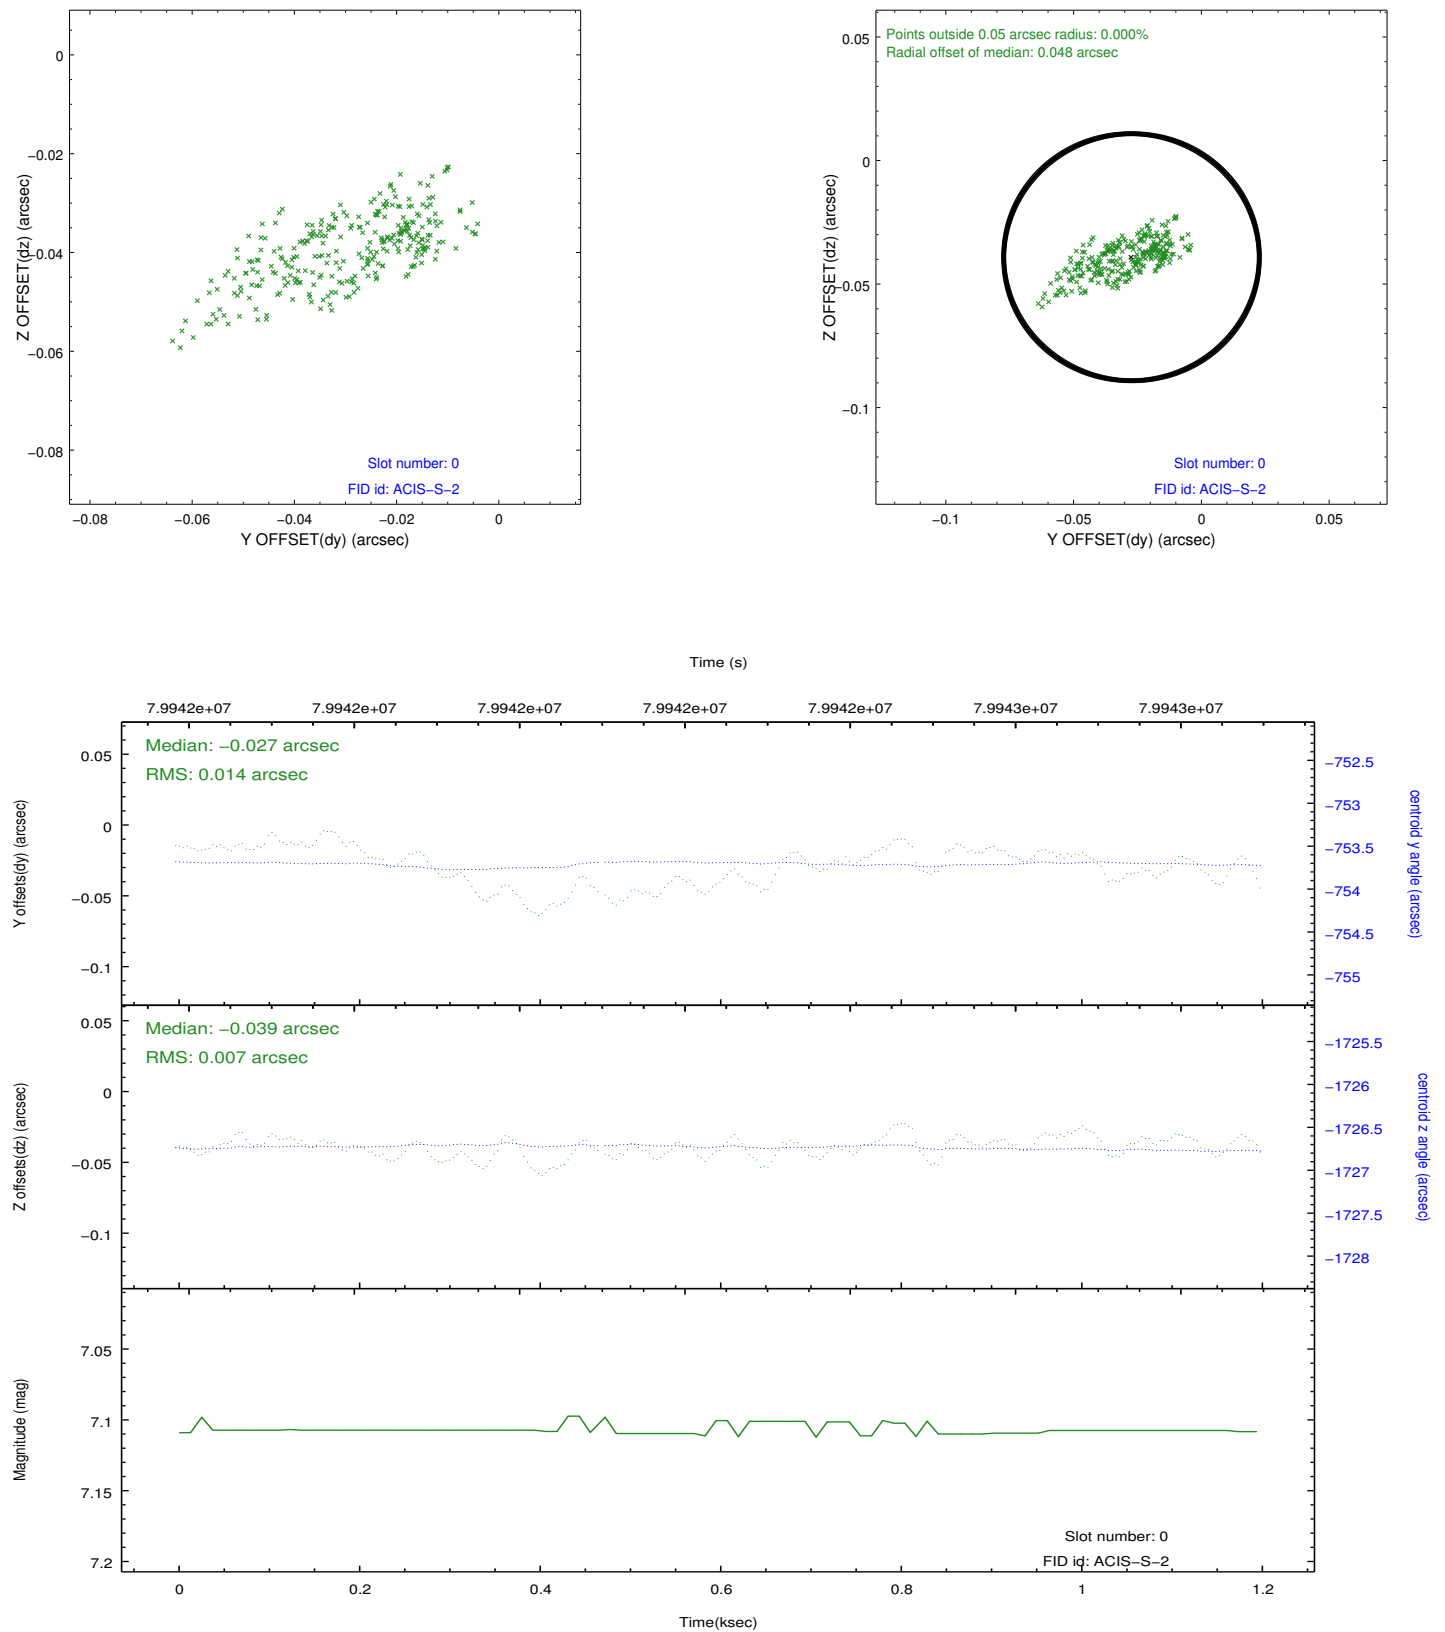 0
−0.02
−0.04
−0.06
−0.08
Z OFFSET(dz) (arcsec)
Slot number: 0
FID id: ACIS−S−2
−0.08 −0.06 −0.04 −0.02 0
Y OFFSET(dy) (arcsec)
Points outside 0.05 arcsec radius: 0.000%
Radial offset of median: 0.048 arcsec
0.05
0
−0.05
−0.1
Z OFFSET(dz) (arcsec)
Slot number: 0
FID id: ACIS−S−2
−0.1 −0.05 0 0.05
Y OFFSET(dy) (arcsec)
Time (s)
7.9942e+07 7.9942e+07 7.9942e+07 7.9942e+07 7.9942e+07 7.9943e+07 7.9943e+07
Median: −0.027 arcsec
RMS: 0.014 arcsec
0.05
0
−0.05
−0.1
Y offsets(dy) (arcsec)
−752.5
−753
−753.5
−754
−754.5
−755
centroid y angle (arcsec)
Median: −0.039 arcsec
RMS: 0.007 arcsec
0.05
0
−0.05
−0.1
Z offsets(dz) (arcsec)
−1725.5
−1726
−1726.5
−1727
−1727.5
−1728
centroid z angle (arcsec)
7.05
7.1
7.15
7.2
Magnitude (mag)
Slot number: 0
FID id: ACIS−S−2
0 0.2 0.4 0.6 0.8 1 1.2
Time(ksec)